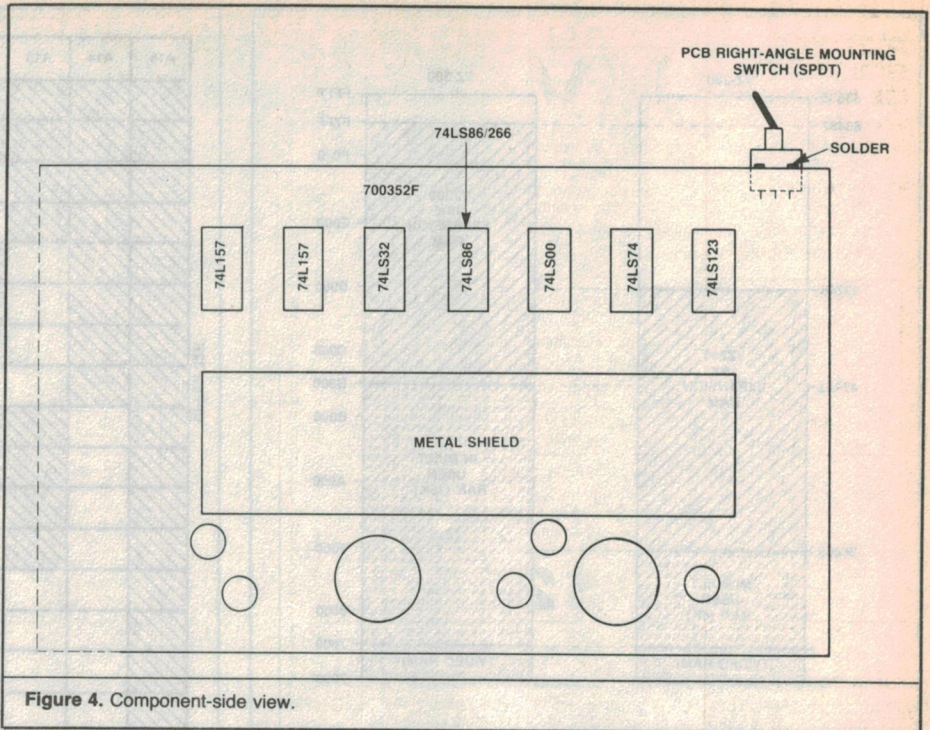 PCB RIGHT-ANGLE MOUNTING
SWITCH (SPDT)
SOLDER
74LS86/266
700352F
74L157
74L157
74LS32
74LS86
74LS00
74LS74
74LS123
METAL SHIELD
Figure 4. Component-side view.